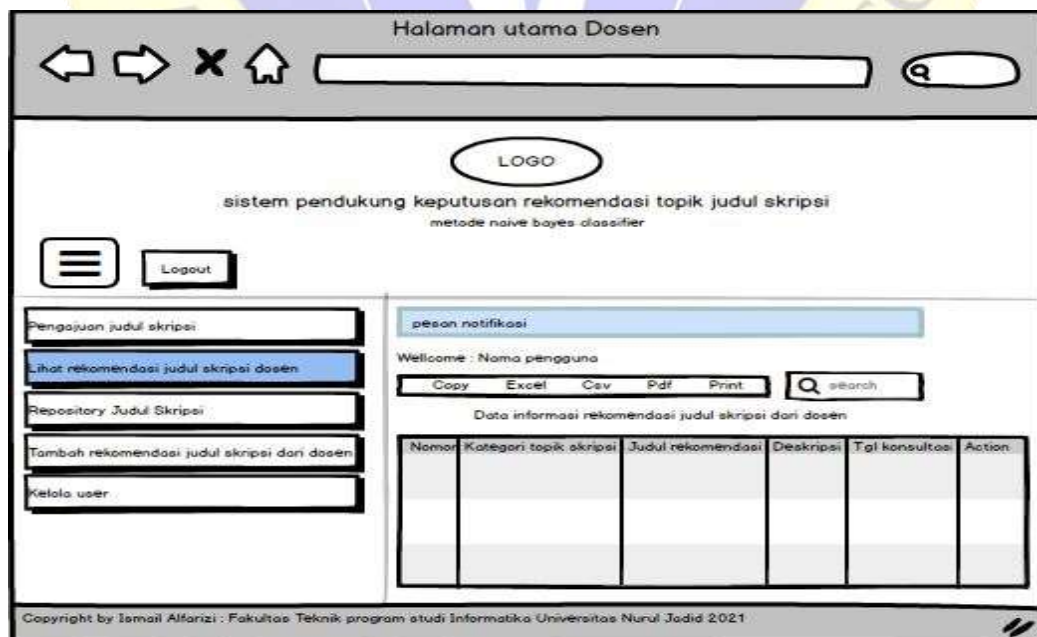 Halaman utama Dosen
LOGO
sistem pendukung keputusan rekomendasi topik judul skripsi
metode naive bayes classifier
Logout
Pengajuan judul skripsi
Lihat rekomendasi judul skripsi dosen
Repository Judul Skripsi
Tambah rekomendasi judul skripsi dari dosen
Kelola user
pesan notifikasi
Wellcome : Nama pengguna
Copy Excel Csv Pdf Print
search
Data informasi rekomendasi judul skripsi dari dosen
Nomor Kategori topik skripsi Judul rekomendasi Deskripsi Tgl konsultasi Action
Copyright by Ismail Alfarizi : Fakultas Teknik program studi Informatika Universitas Nurul Jadid 2021